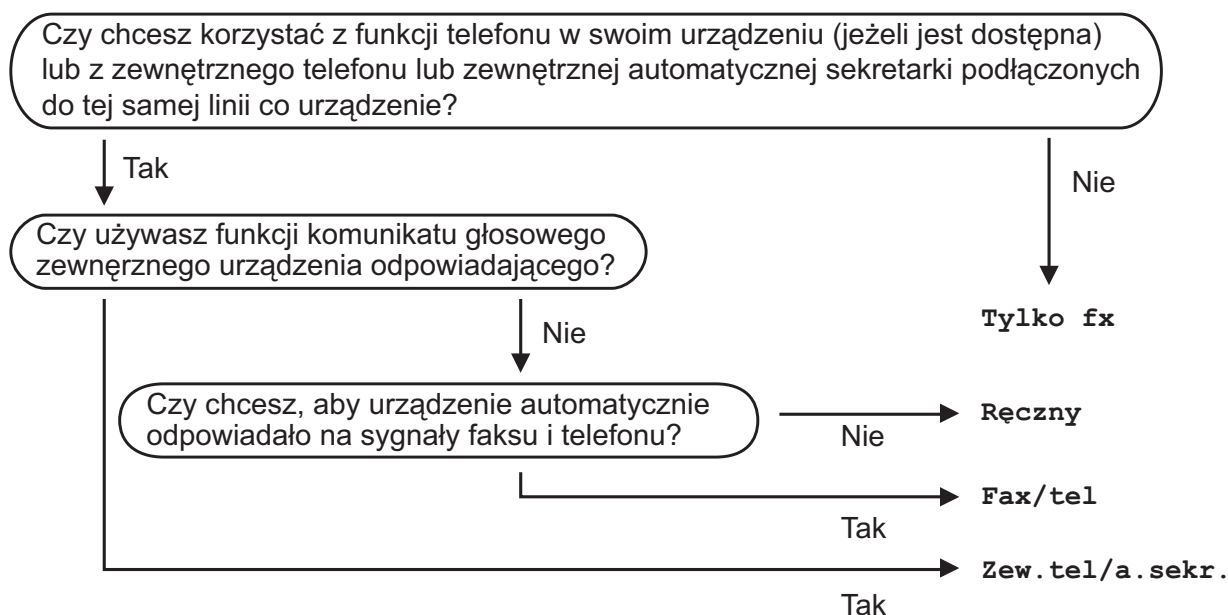 Czy chcesz korzystać z funkcji telefonu w swoim urządzeniu (jeżeli jest dostępna)
lub z zewnętrznego telefonu lub zewnętrznej automatycznej sekretarki podłączonych
do tej samej linii co urządzenie?
Tak
Nie
Czy używasz funkcji komunikatu głosowego
zewnęrznego urządzenia odpowiadającego?
Nie
Tylko fx
Czy chcesz, aby urządzenie automatycznie
odpowiadało na sygnały faksu i telefonu?
Nie
Ręczny
Tak
Fax/tel
Tak
Zew.tel/a.sekr.